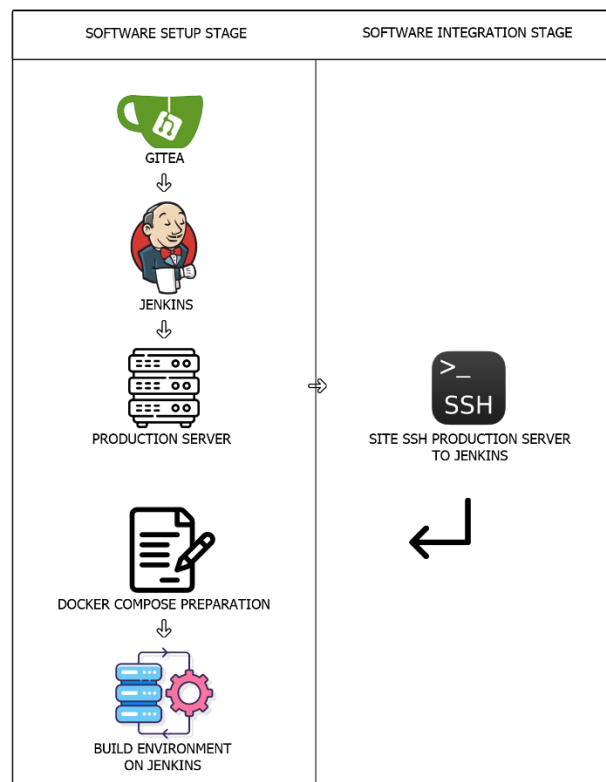 SOFTWARE SETUP STAGE
SOFTWARE INTEGRATION STAGE
GITEA
JENKINS
PRODUCTION SERVER
>_
SSH
SITE SSH PRODUCTION SERVER
TO JENKINS
DOCKER COMPOSE PREPARATION
BUILD ENVIRONMENT
ON JENKINS